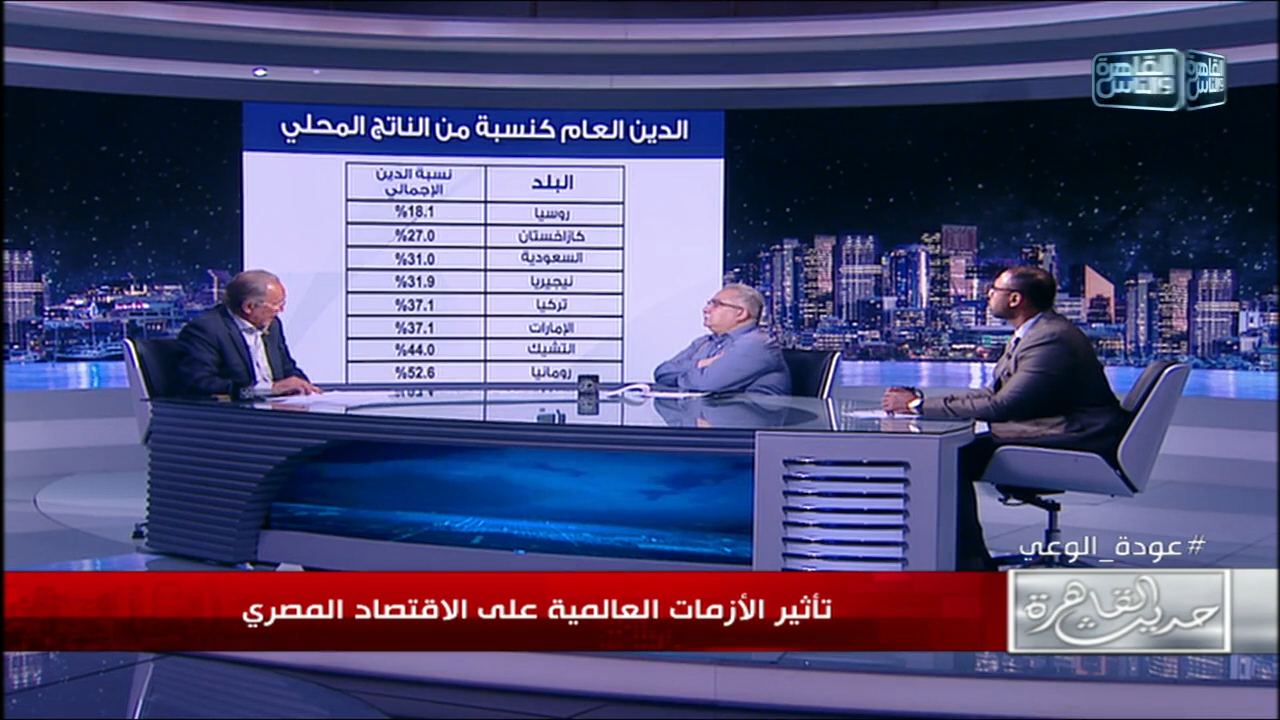 القاهرة والناس
القاهرة والناس
الدين العام كنسبة من الناتج المحلي
البلد
نسبة الدين الإجمالي
روسيا %18.1
كازاخستان %27.0
السعودية %31.0
نيجيريا %31.9
تركيا %37.1
الإمارات %37.1
التشيك %44.0
رومانيا %52.6
#عودة_الوعي
حديث القاهرة
تأثير الأزمات العالمية على الاقتصاد المصري